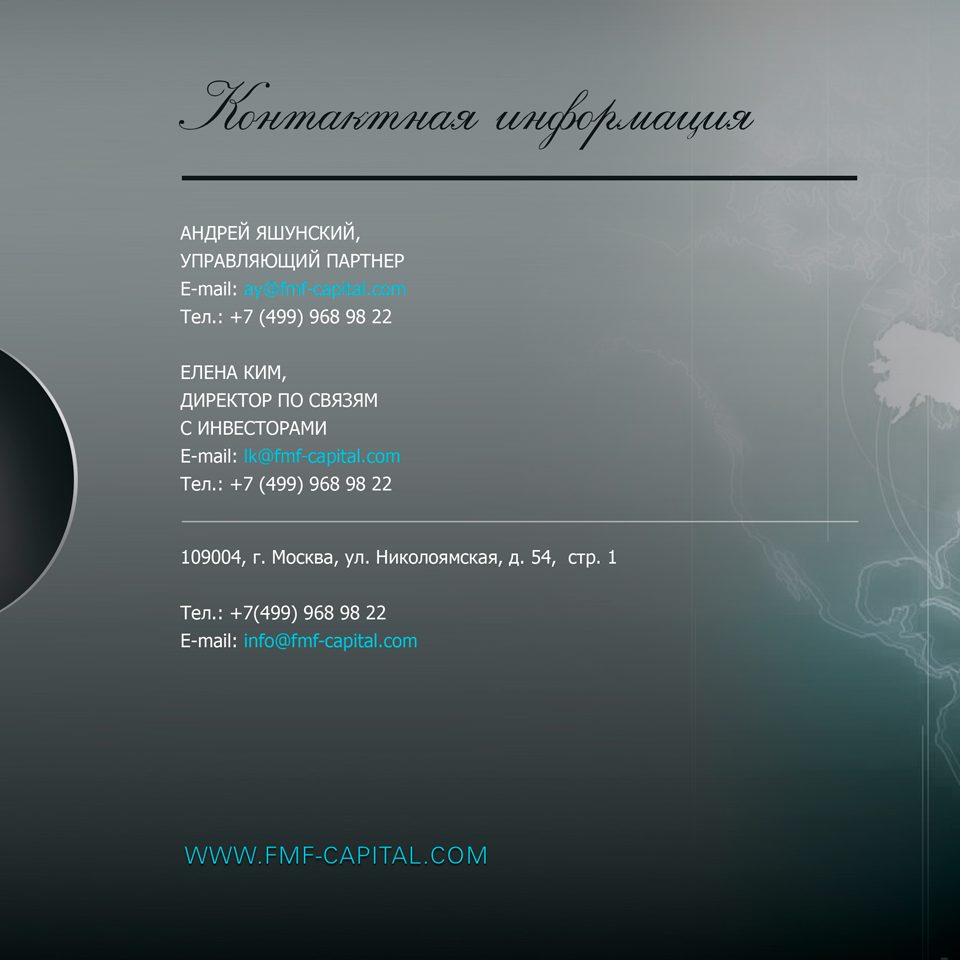 Контактная информация
АНДРЕЙ ЯШУНСКИЙ,
УПРАВЛЯЮЩИЙ ПАРТНЕР
E-mail: ay@fmf-capital.com
Тел.: +7 (499) 968 98 22
ЕЛЕНА КИМ,
ДИРЕКТОР ПО СВЯЗЯМ
С ИНВЕСТОРАМИ
E-mail: lk@fmf-capital.com
Тел.: +7 (499) 968 98 22
109004, г. Москва, ул. Николоямская, д. 54, стр. 1
Тел.: +7(499) 968 98 22
E-mail: info@fmf-capital.com
WWW.FMF-CAPITAL.COM